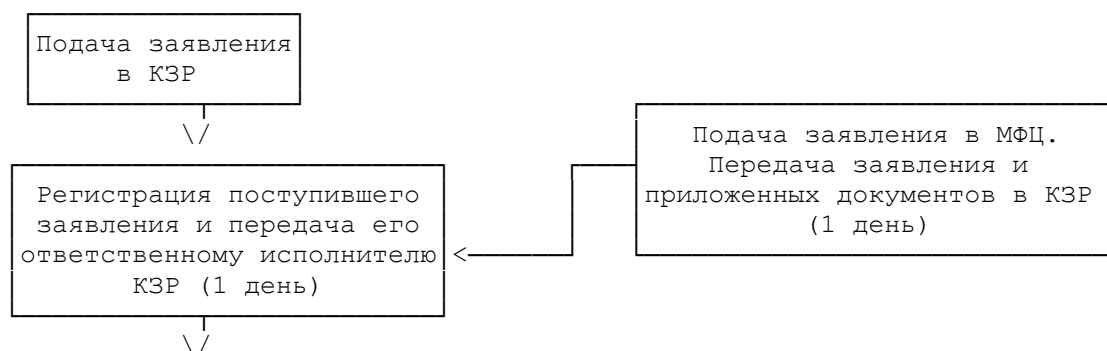 Подача заявления
в КЗР
\/
Подача заявления в МФЦ.
Передача заявления и
приложенных документов в КЗР
(1 день)
Регистрация поступившего
заявления и передача его
ответственному исполнителю
КЗР (1 день)
<
\/